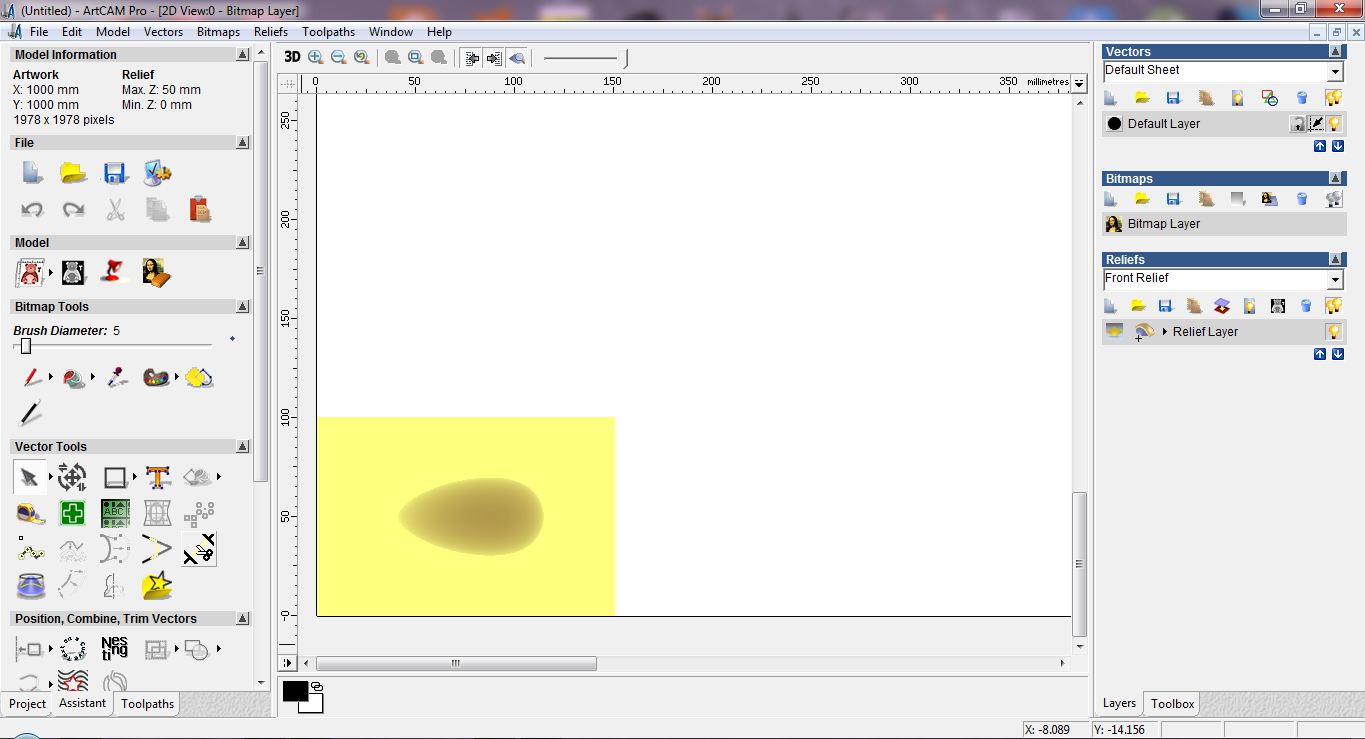 (Untitled) - ArtCAM Pro - [2D View:0 - Bitmap Layer]
File Edit Model Vectors Bitmaps Reliefs Toolpaths Window Help
Model Information
Artwork Relief
X: 1000 mm Max. Z: 50 mm
Y: 1000 mm Min. Z: 0 mm
1978 x 1978 pixels
File
Model
Bitmap Tools
Brush Diameter: 5
Vector Tools
ABC
Position, Combine, Trim Vectors
Nes
ting
Project Assistant Toolpaths
3D
0 50 100 150 200 250 300 350 millimetres
250
200
150
100
50
0
Vectors
Default Sheet
Default Layer
Bitmaps
Bitmap Layer
Reliefs
Front Relief
Relief Layer
Layers Toolbox
X: -8.089 Y: -14.156